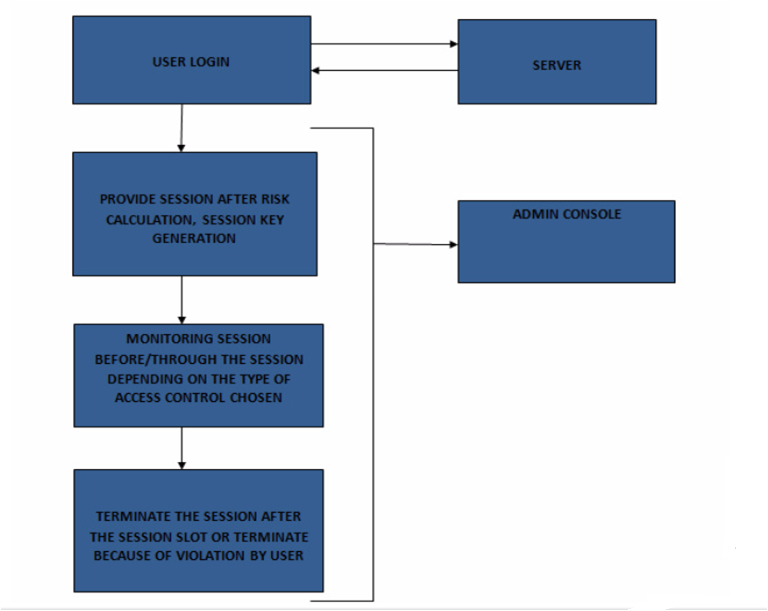 USER LOGIN
SERVER
PROVIDE SESSION AFTER RISK
CALCULATION, SESSION KEY
GENERATION
ADMIN CONSOLE
MONITORING SESSION
BEFORE/THROUGH THE SESSION
DEPENDING ON THE TYPE OF
ACCESS CONTROL CHOSEN
TERMINATE THE SESSION AFTER
THE SESSION SLOT OR TERMINATE
BECAUSE OF VIOLATION BY USER